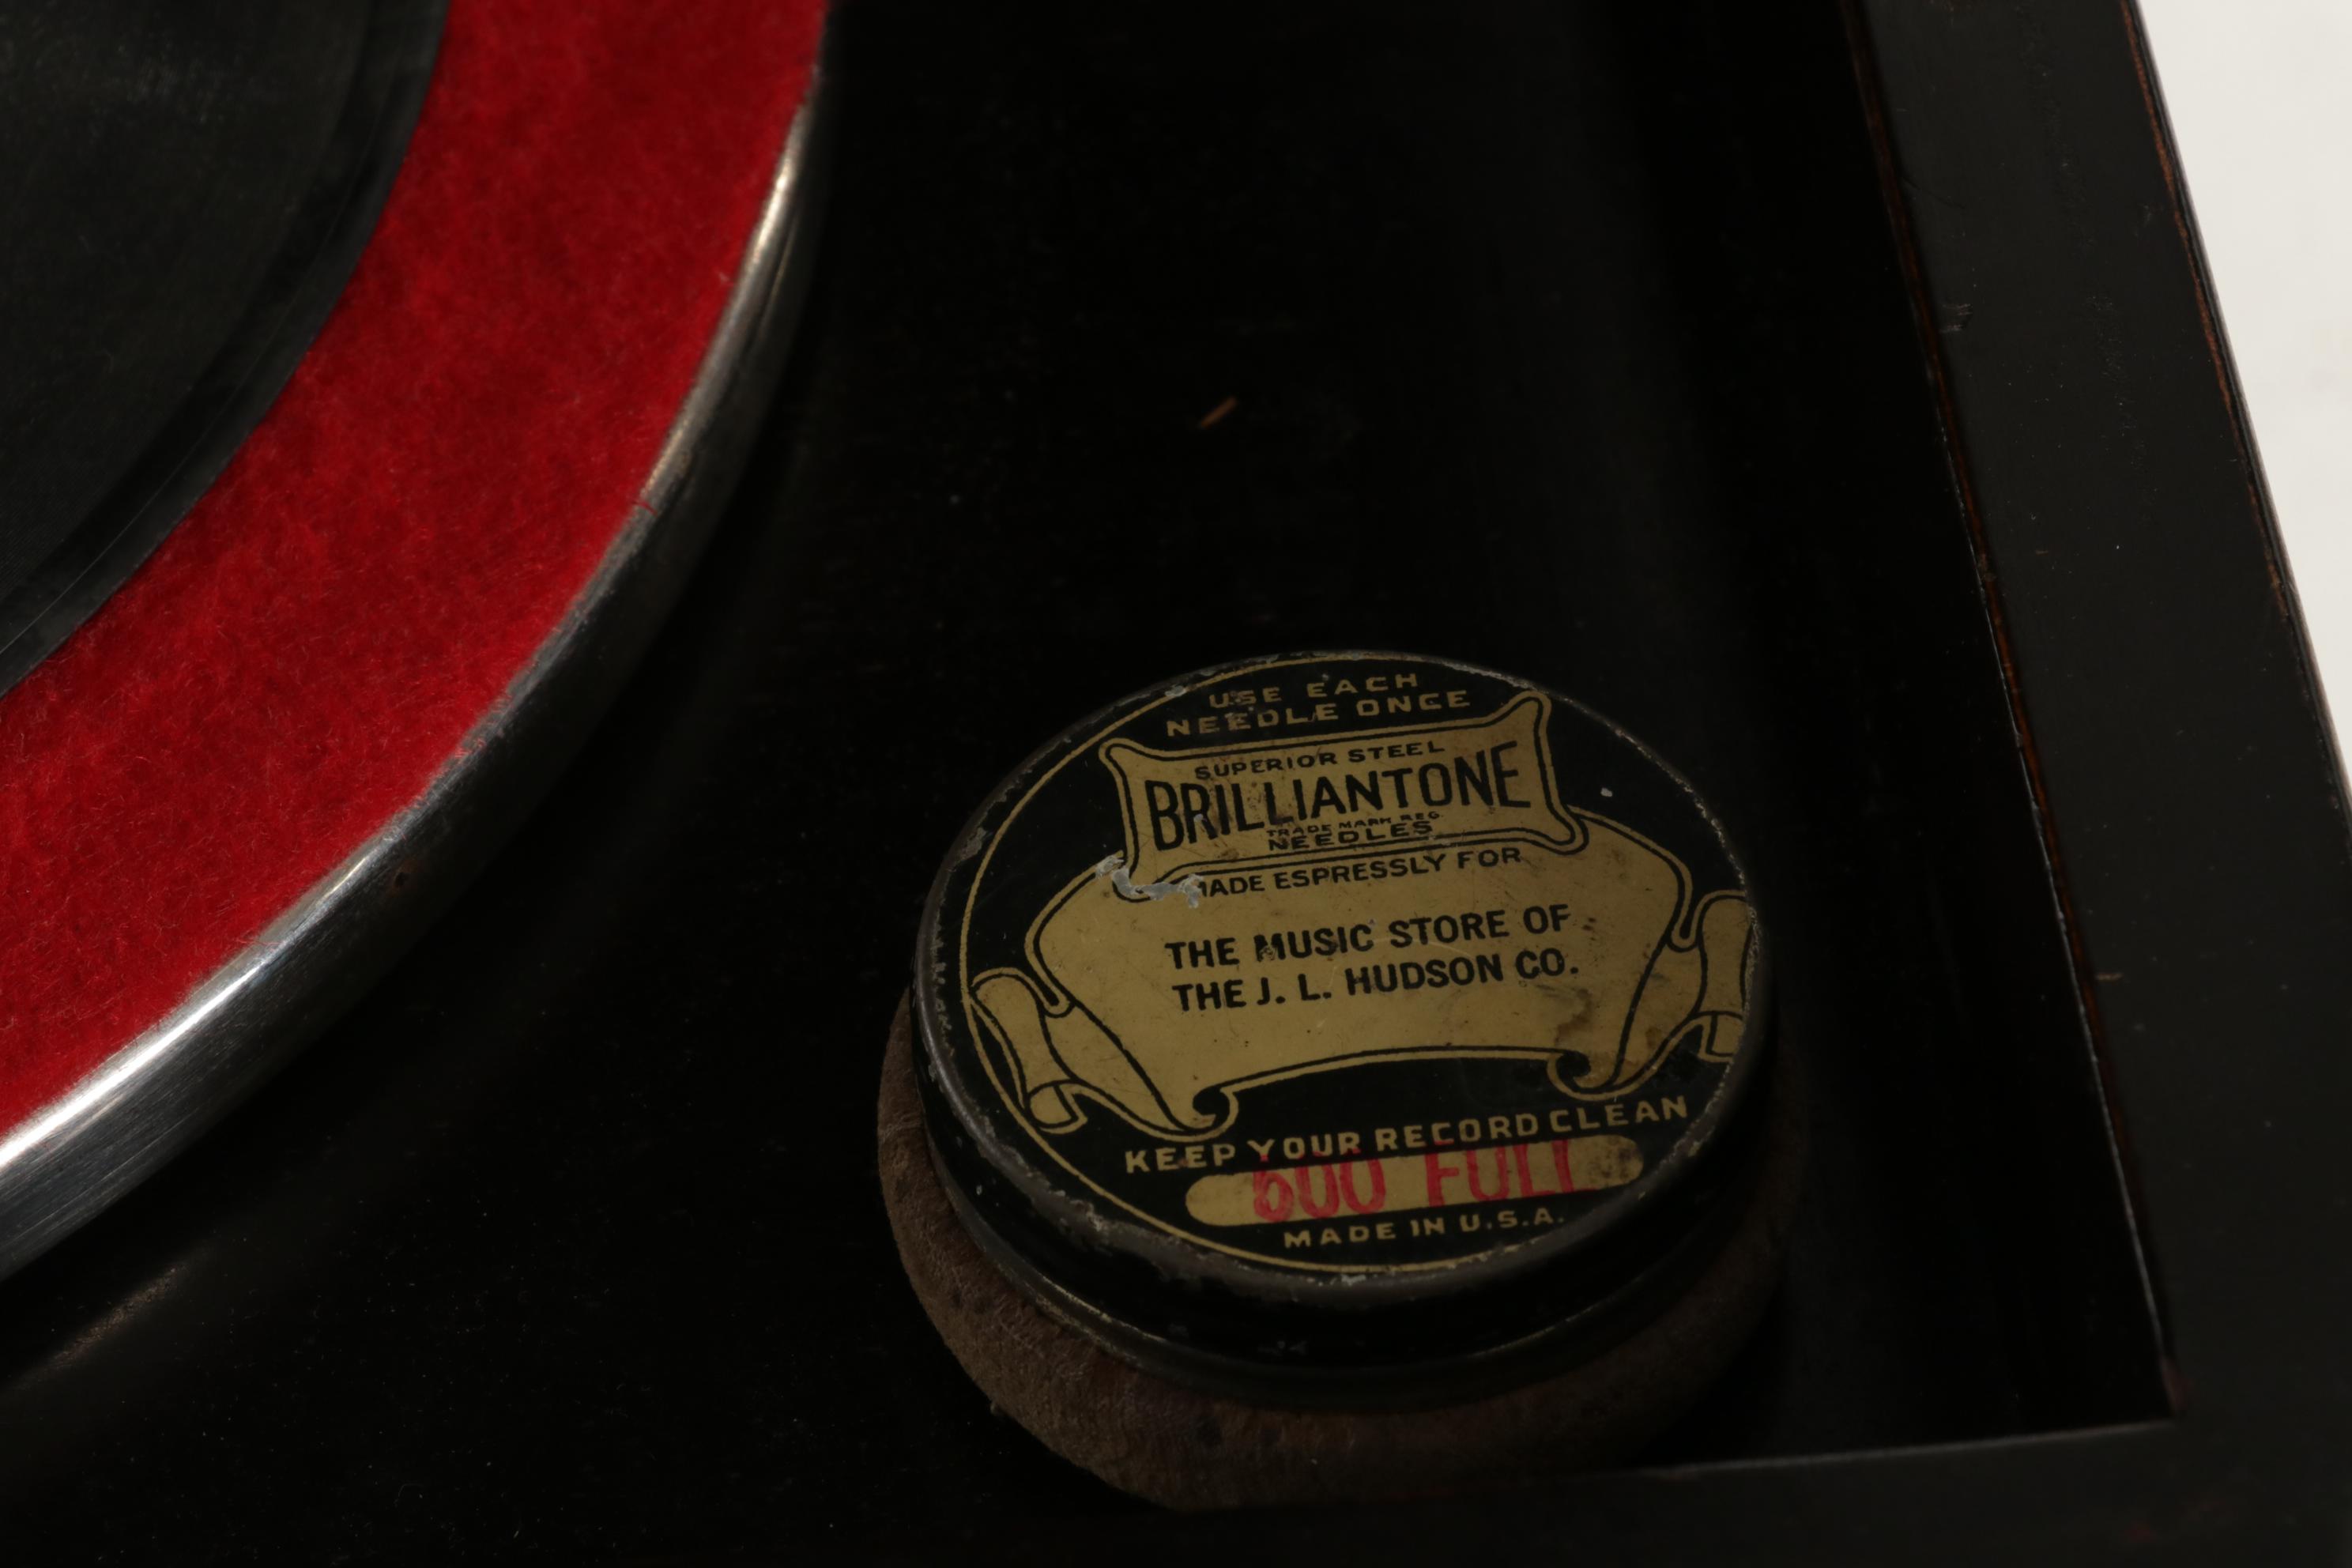 USE EACH
NEEDLE ONCE
SUPERIOR STEEL
BRILLIANTONE
TRADE MARK REG
NEEDLES
MADE ESPRESSLY FOR
THE MUSIC STORE OF
THE J. L. HUDSON CO.
KEEP YOUR RECORD CLEAN
600 FULL
MADE IN U.S.A.